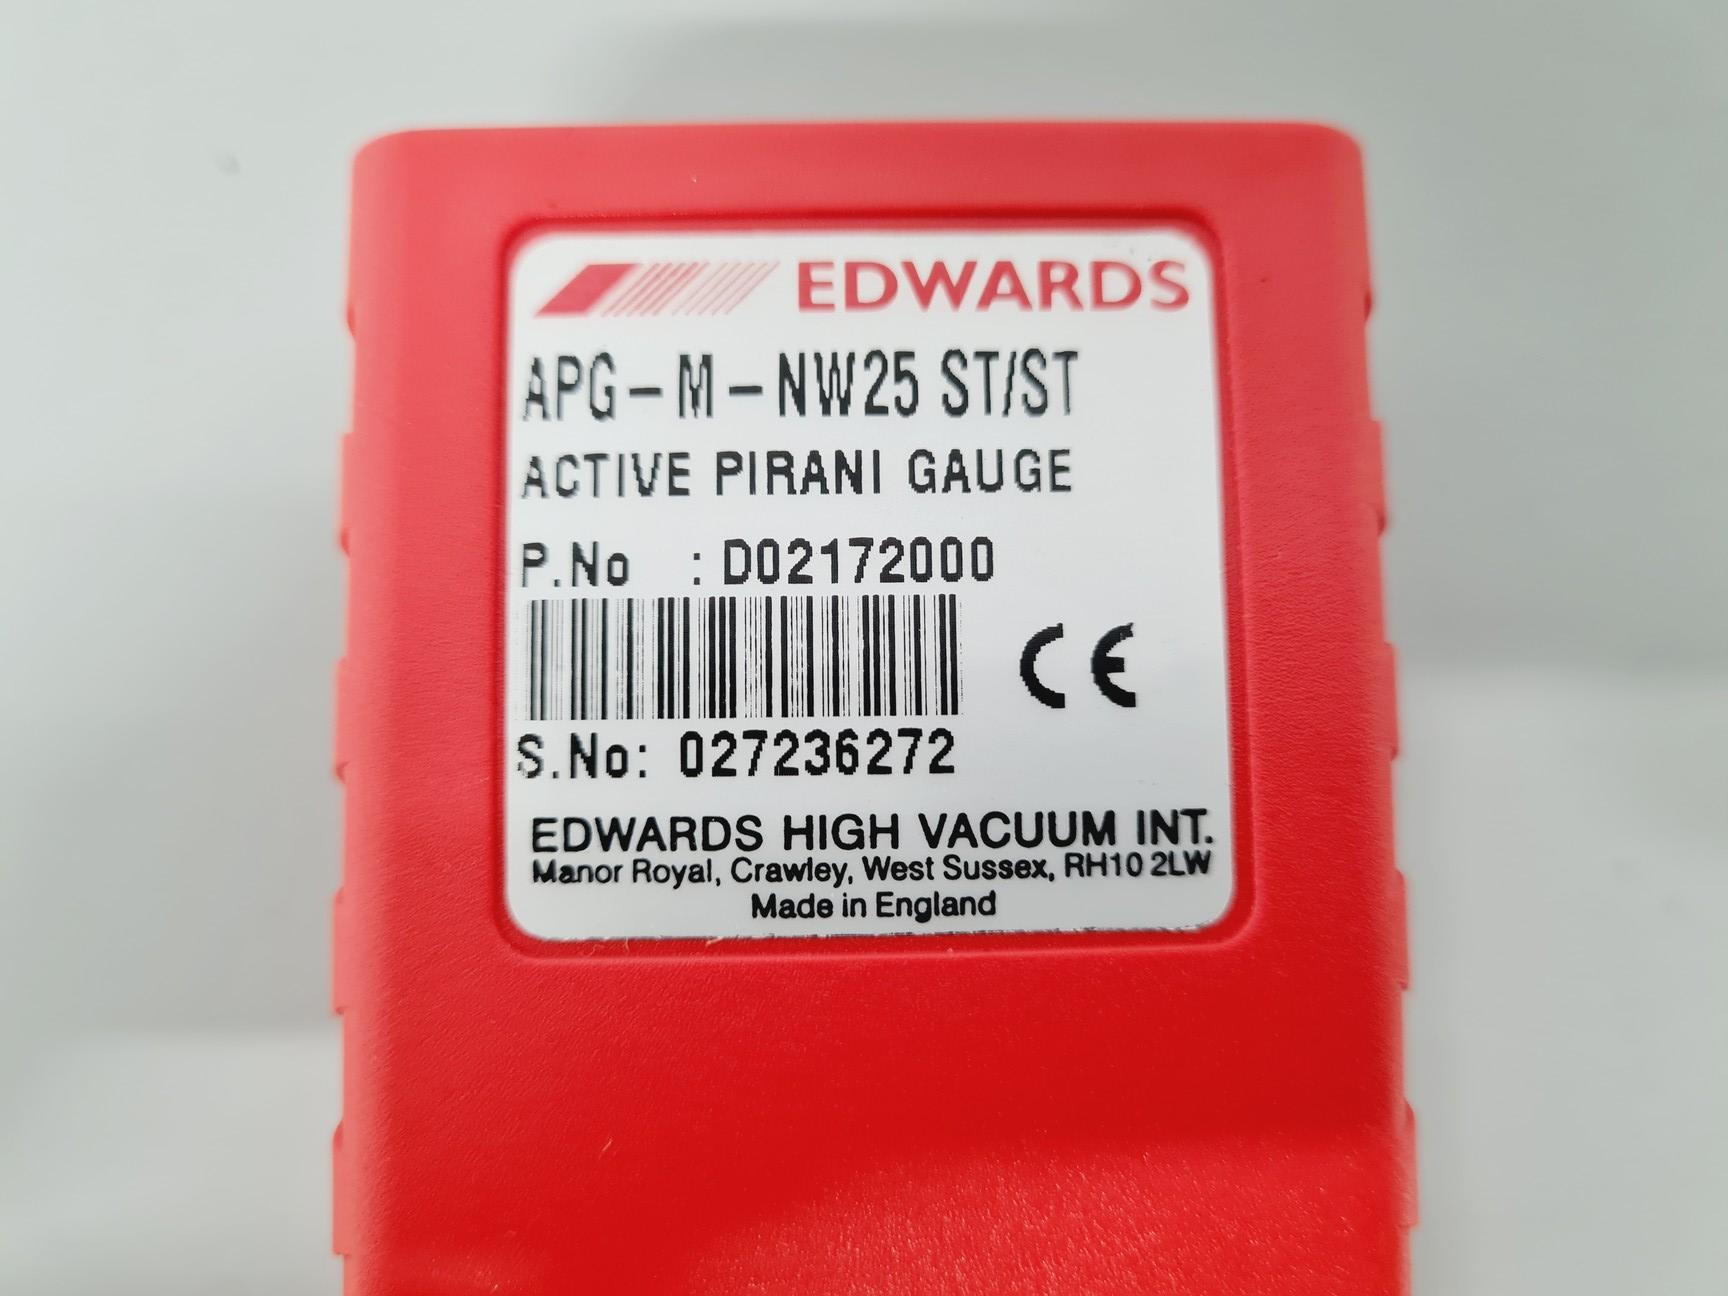 EDWARDS
APG-M-NW25 ST/ST
ACTIVE PIRANI GAUGE
P.No : D02172000
CE
S.No: 027236272
EDWARDS HIGH VACUUM INT.
Manor Royal, Crawley, West Sussex, RH10 2LW
Made in England